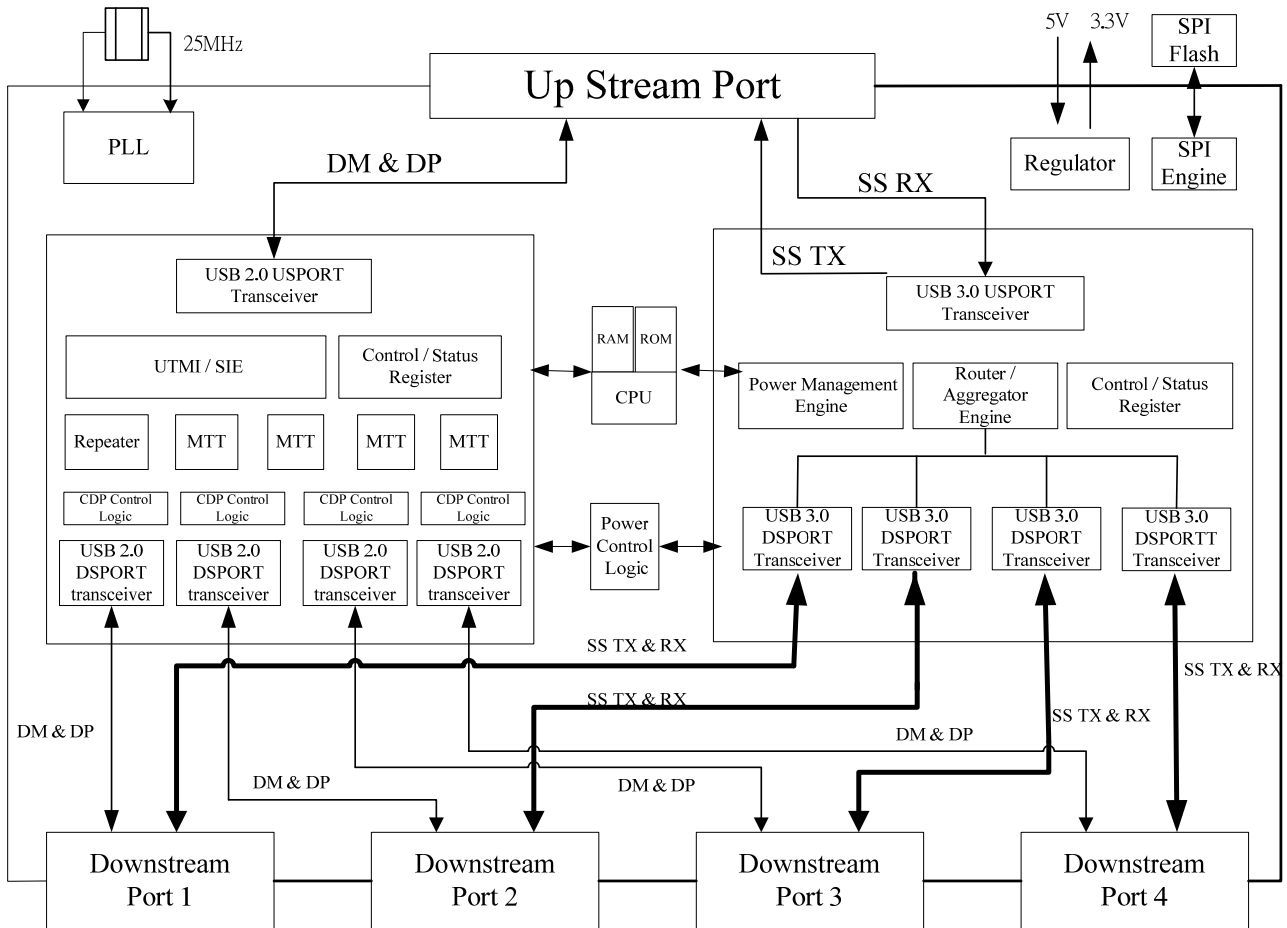 25MHz
5V
3.3V
SPI
Flash
Up Stream Port
PLL
Regulator
SPI
Engine
DM & DP
SS RX
SS TX
USB 2.0 USPORT
Transceiver
USB 3.0 USPORT
Transceiver
UTMI / SIE
Control / Status
Register
RAM
ROM
CPU
Power Management
Engine
Router /
Aggregator
Engine
Control / Status
Register
Repeater
MTT
MTT
MTT
MTT
CDP Control
Logic
CDP Control
Logic
CDP Control
Logic
CDP Control
Logic
Power
Control
Logic
USB 3.0
DSPORT
Transceiver
USB 3.0
DSPORT
Transceiver
USB 3.0
DSPORT
Transceiver
USB 3.0
DSPORTT
Transceiver
USB 2.0
DSPORT
transceiver
USB 2.0
DSPORT
transceiver
USB 2.0
DSPORT
transceiver
USB 2.0
DSPORT
transceiver
SS TX & RX
SS TX & RX
SS TX & RX
SS TX & RX
DM & DP
DM & DP
DM & DP
DM & DP
Downstream
Port 1
Downstream
Port 2
Downstream
Port 3
Downstream
Port 4